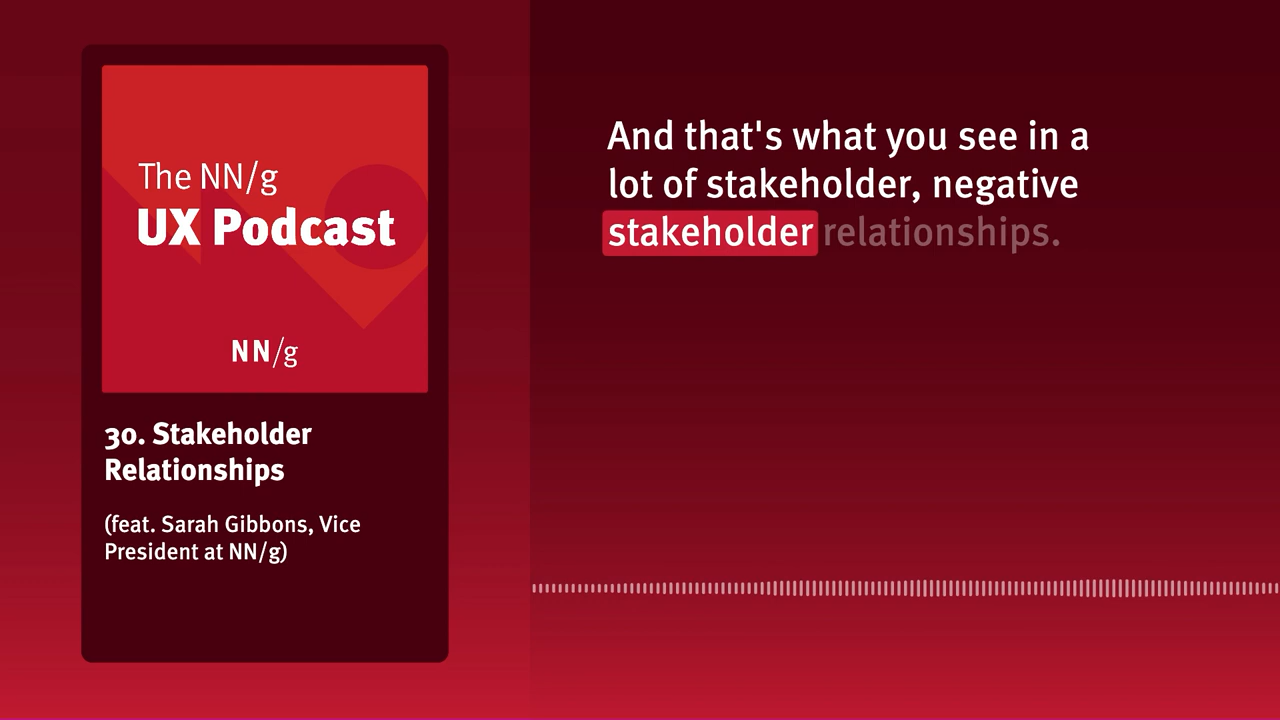 The NN/g
UX Podcast
NN/g
30. Stakeholder
Relationships
(feat. Sarah Gibbons, Vice
President at NN/g)
And that's what you see in a
lot of stakeholder, negative
stakeholder relationships.